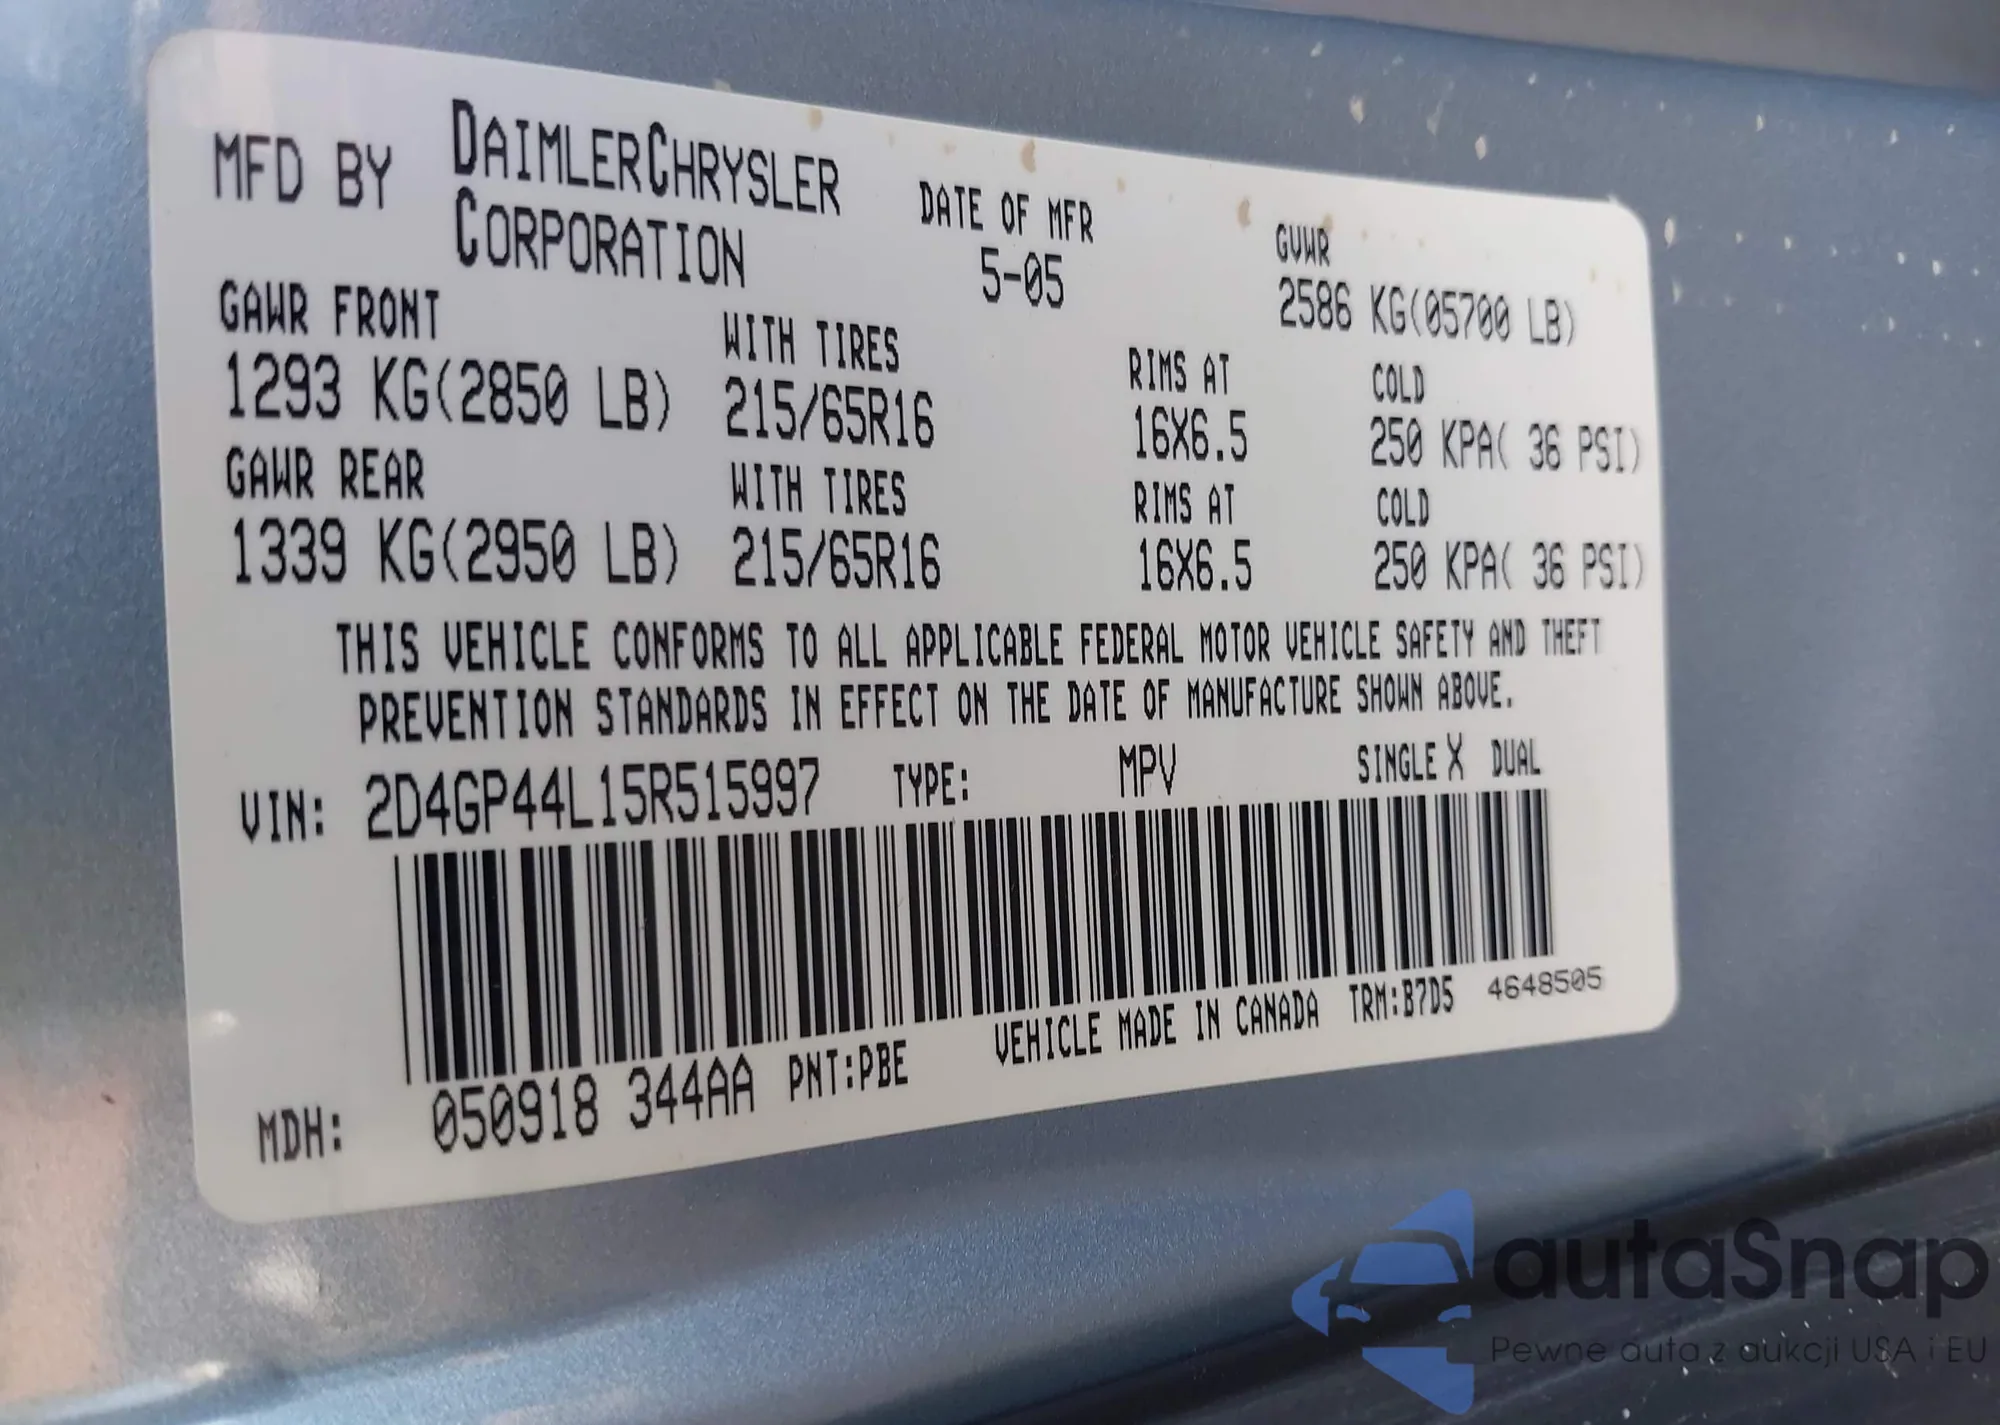 MFD BY DAIMLERCHRYSLER CORPORATION
DATE OF MFR
5-05
GVWR
2586 KG(05700 LB)
GAWR FRONT WITH TIRES RIMS AT COLD
1293 KG(2850 LB) 215/65R16 16X6.5 250 KPA( 36 PSI)
GAWR REAR WITH TIRES RIMS AT COLD
1339 KG(2950 LB) 215/65R16 16X6.5 250 KPA( 36 PSI)
THIS VEHICLE CONFORMS TO ALL APPLICABLE FEDERAL MOTOR VEHICLE SAFETY AND THEFT
PREVENTION STANDARDS IN EFFECT ON THE DATE OF MANUFACTURE SHOWN ABOVE.
VIN: 2D4GP44L15R515997 TYPE: MPV SINGLE X DUAL
MDH: 050918 344AA PNT:PBE VEHICLE MADE IN CANADA TRM:B7D5 4648505
autaSnap
Pewne auta z aukcji USA i EU